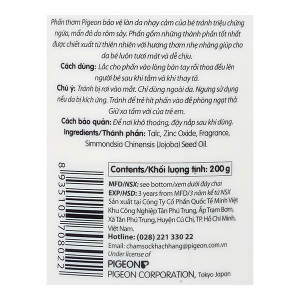 Phấn thơm Pigeon bảo vệ làn da nhạy cảm của bé tránh triệu chứng
ngứa, mẩn đỏ do rôm sảy. Phấn gồm những thành phần tốt nhất
được chiết xuất từ thiên nhiên với hương thơm nhẹ nhàng giúp cho
da bé luôn tươi mát và dễ chịu.
Cách dùng: Lắc cho phấn vào lòng bàn tay rồi thoa đều lên
người bé sau khi tắm và khi thay tã.
Chú ý: Tránh bị rơi vào mắt. Chỉ dùng ngoài da. Ngưng sử dụng
nếu da bị kích ứng. Tránh để trẻ hít phấn để phòng ngạt thở.
Giữ xa tầm với của trẻ em.
Cách bảo quản: Để nơi khô thoáng, đậy nắp sau khi dùng.
Ingredients/Thành phần: Talc, Zinc Oxide, Fragrance,
Simmondsia Chinensis (Jojoba) Seed Oil.
Contents/Khối lượng tịnh: 200 g
MFD/NSX: see bottom/xem dưới đáy chai
EXP/HSD: 3 years from MFD/3 năm kể từ NSX
Sản xuất tại Công Ty Cổ Phần Quốc Tế Minh Việt
Khu Công Nghiệp Tân Phú Trung, Ấp Trạm Bơm,
Xã Tân Phú Trung, Huyện Củ Chi, TP. Hồ Chí Minh,
Việt Nam.
Hotline: (028) 221 330 22
Email: chamsockhachhang@pigeon.com.vn
Under license of
PIGEON
PIGEON CORPORATION, Tokyo Japan
8 935103 708022